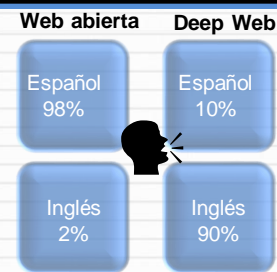 Web abierta Deep Web
Español Español
98% 10%
Inglés Inglés
2% 90%